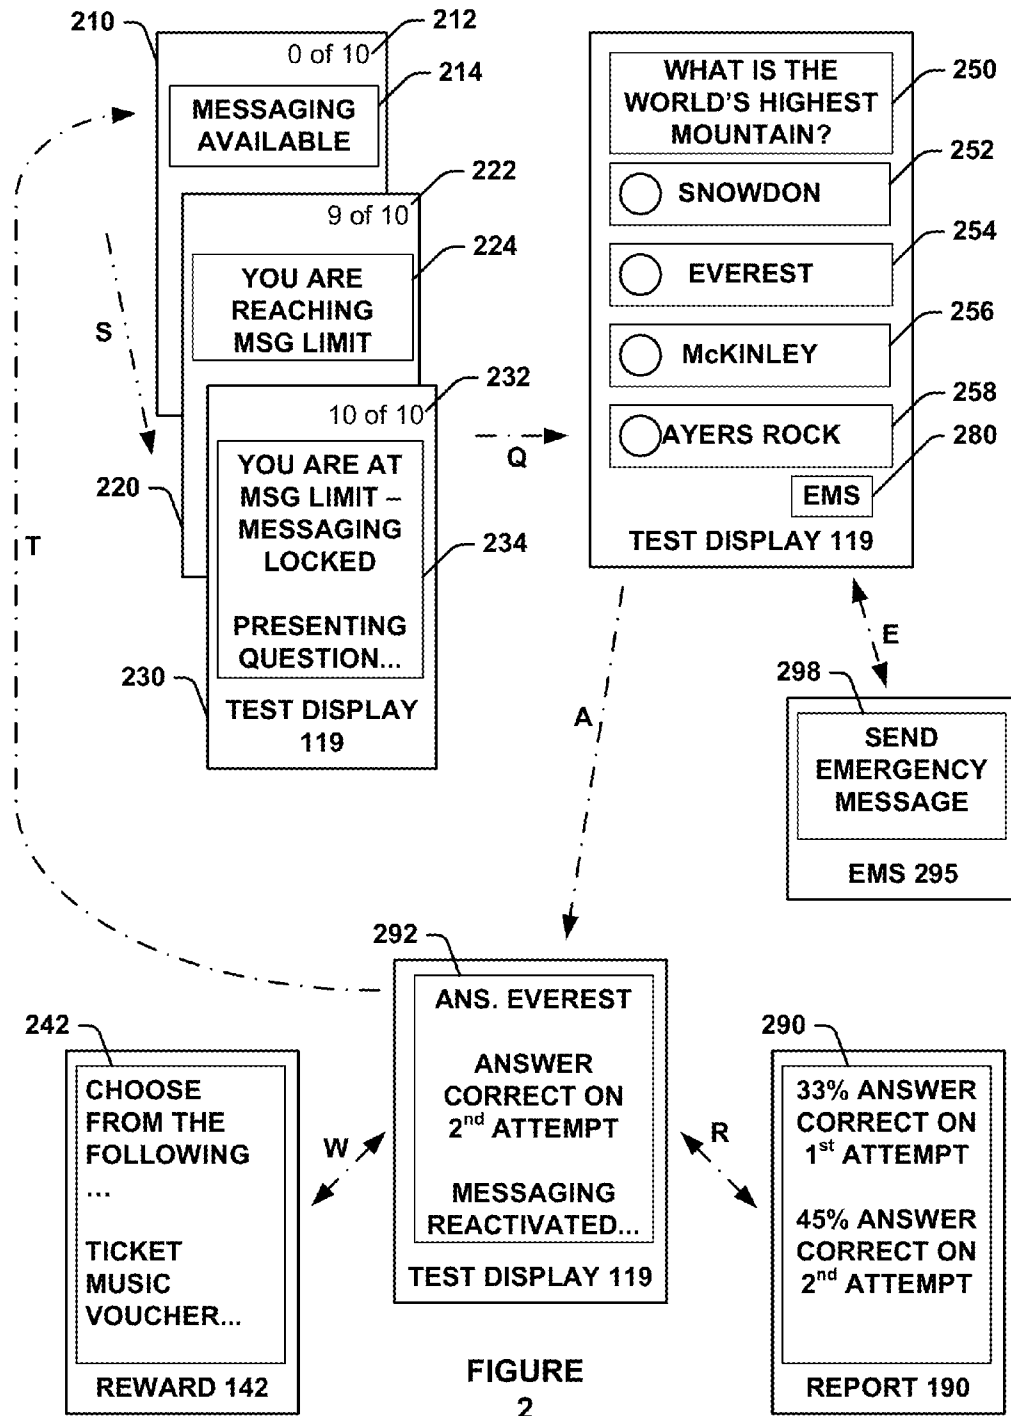 210
0 of 10
212
MESSAGING
AVAILABLE
214
9 of 10
222
YOU ARE
REACHING
MSG LIMIT
224
S
220
10 of 10
232
YOU ARE AT
MSG LIMIT –
MESSAGING
LOCKED
PRESENTING
QUESTION...
234
230
TEST DISPLAY
119
T
Q
WHAT IS THE
WORLD'S HIGHEST
MOUNTAIN?
250
SNOWDON
252
EVEREST
254
McKINLEY
256
AYERS ROCK
258
EMS
280
TEST DISPLAY 119
E
A
298
SEND
EMERGENCY
MESSAGE
EMS 295
292
ANS. EVEREST
ANSWER
CORRECT ON
2nd ATTEMPT
MESSAGING
REACTIVATED...
TEST DISPLAY 119
242
CHOOSE
FROM THE
FOLLOWING
...
TICKET
MUSIC
VOUCHER...
REWARD 142
W
R
290
33% ANSWER
CORRECT ON
1st ATTEMPT
45% ANSWER
CORRECT ON
2nd ATTEMPT
REPORT 190
FIGURE
2